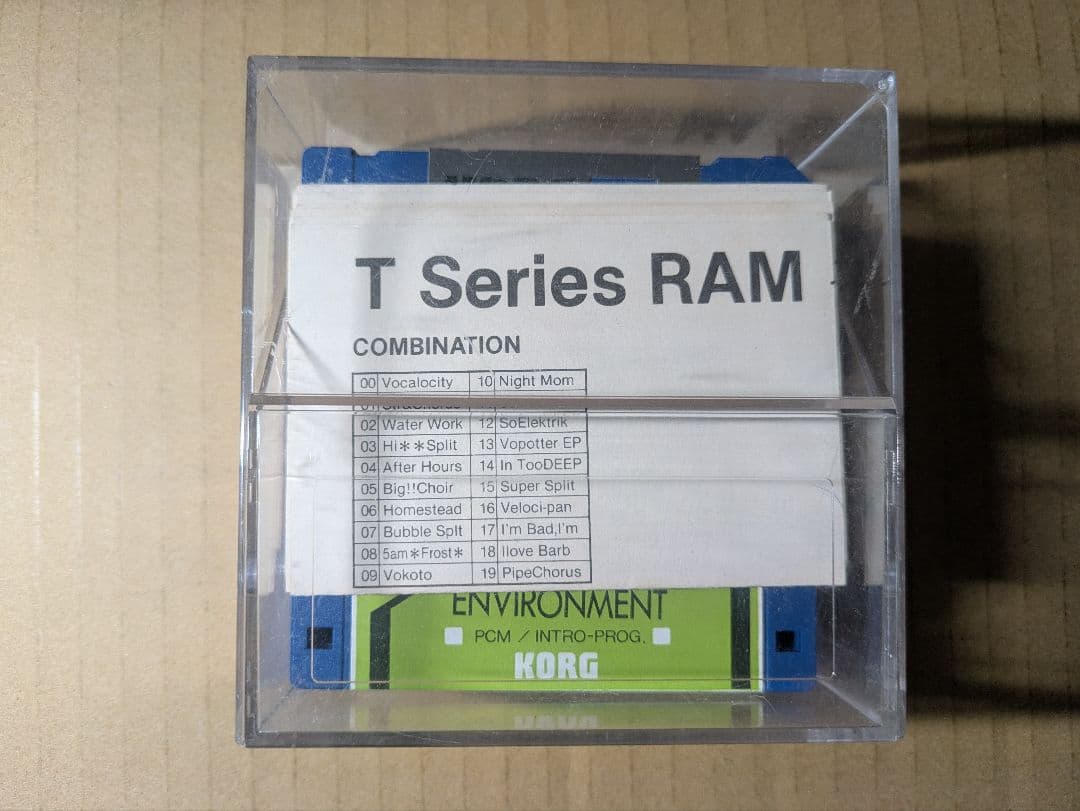 T Series RAM
COMBINATION
00 Vocalocity 10 Night Mom
01
02 Water Work 12 SoElektrik
03 Hi**Split 13 Vopotter EP
04 After Hours 14 In TooDEEP
05 Big!!Choir 15 Super Split
06 Homestead 16 Veloci-pan
07 Bubble Splt 17 I'm Bad,I'm
08 5am*Frost* 18 Ilove Barb
09 Vokoto 19 PipeChorus
ENVIRONMENT
PCM / INTRO-PROG.
KORG